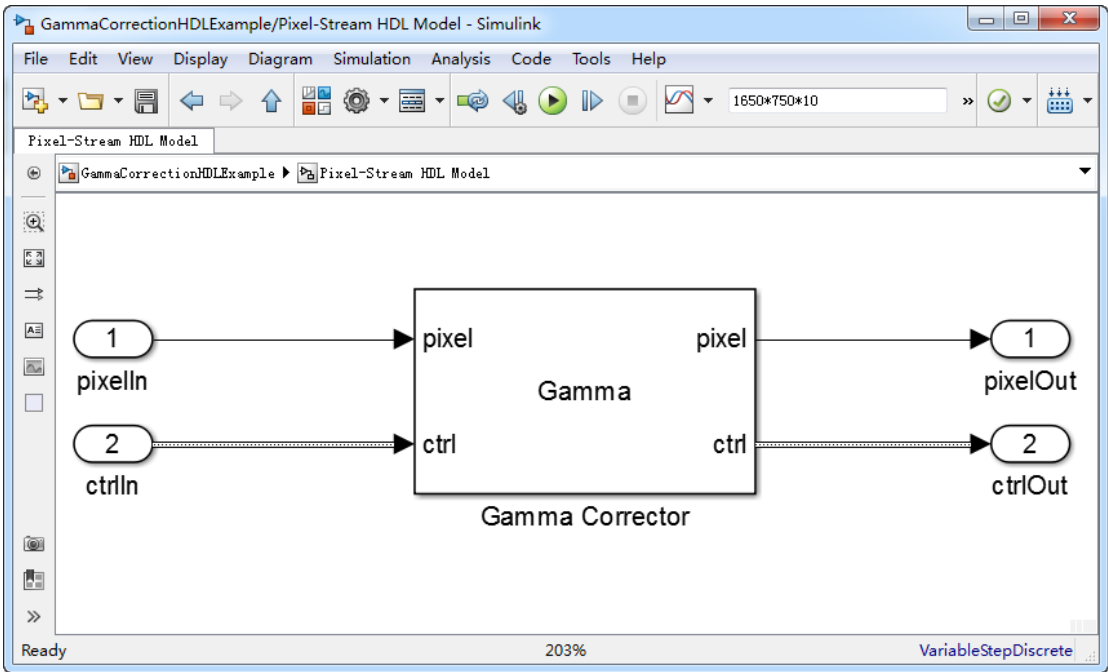 GammaCorrectionHDLExample/Pixel-Stream HDL Model - Simulink
File Edit View Display Diagram Simulation Analysis Code Tools Help
1650*750*10 »
Pixel-Stream HDL Model
GammaCorrectionHDLExample Pixel-Stream HDL Model
1 pixel pixel 1
pixelIn Gamma pixelOut
2 ctrl ctrl 2
ctrlIn ctrlOut
Gamma Corrector
Ready 203% VariableStepDiscrete